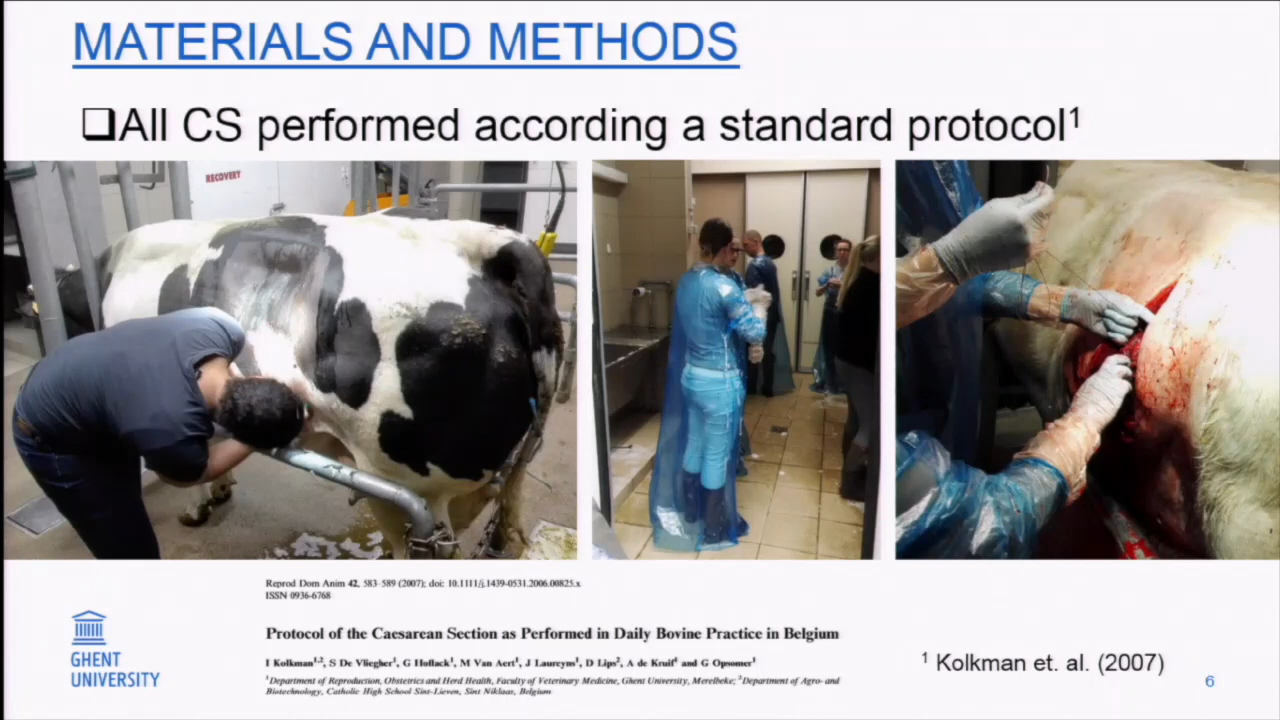 MATERIALS AND METHODS
❑All CS performed according a standard protocol¹
RECOVERY
Reprod Dom Anim 42, 583–589 (2007); doi: 10.1111/j.1439-0531.2006.00825.x
ISSN 0936-6768
Protocol of the Caesarean Section as Performed in Daily Bovine Practice in Belgium
I Kolkman¹,², S De Vliegher¹, G Hoflack¹, M Van Aert¹, J Laureyns¹, D Lips², A de Kruif¹ and G Opsomer¹
¹Department of Reproduction, Obstetrics and Herd Health, Faculty of Veterinary Medicine, Ghent University, Merelbeke; ²Department of Agro- and
Biotechnology, Catholic High School Sint-Lieven, Sint Niklaas, Belgium
GHENT
UNIVERSITY
¹ Kolkman et. al. (2007)
6